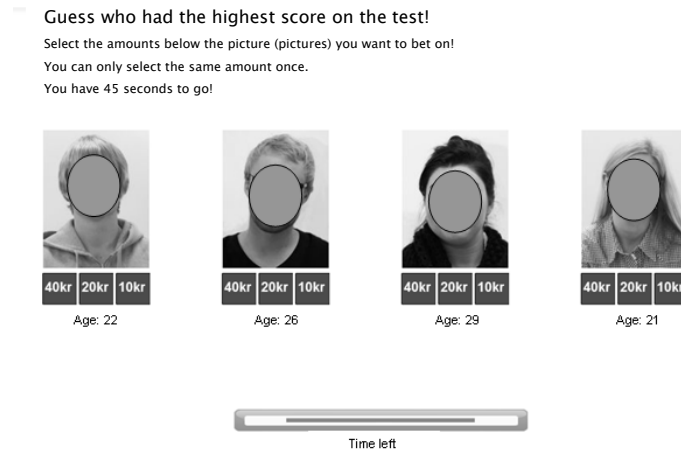 Guess who had the highest score on the test!
Select the amounts below the picture (pictures) you want to bet on!
You can only select the same amount once.
You have 45 seconds to go!
40kr 20kr 10kr 40kr 20kr 10kr 40kr 20kr 10kr 40kr 20kr 10k
Age: 22 Age: 26 Age: 29 Age: 21
Time left